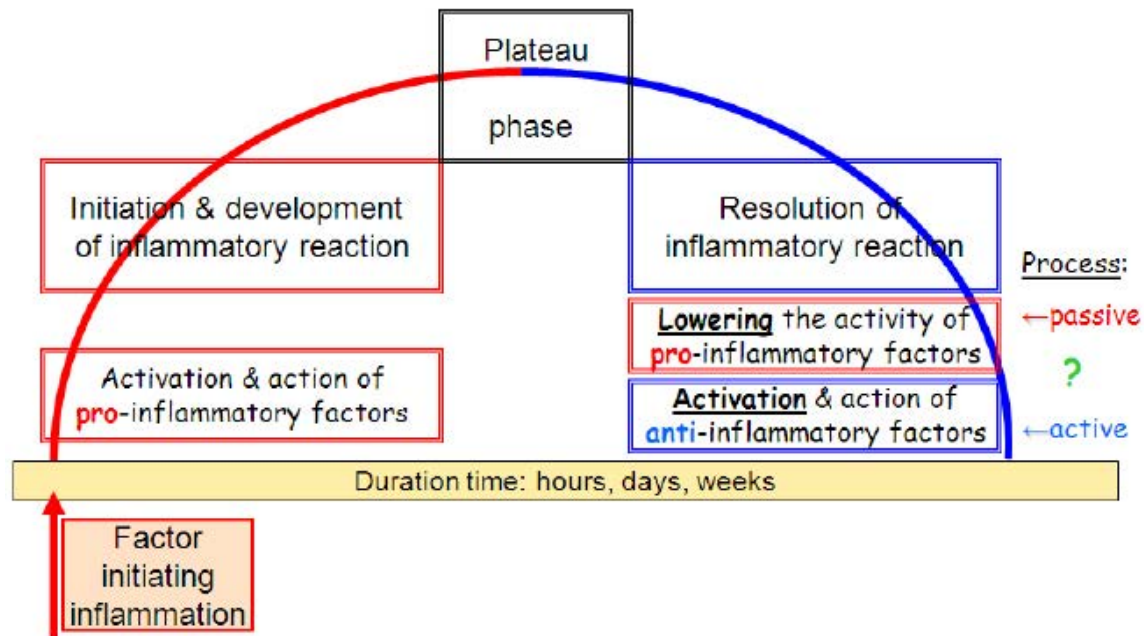 Plateau
phase
Initiation & development
of inflammatory reaction
Resolution of
inflammatory reaction
Process:
Lowering the activity of
pro-inflammatory factors
←passive
?
Activation & action of
pro-inflammatory factors
Activation & action of
anti-inflammatory factors
←active
Duration time: hours, days, weeks
Factor
initiating
inflammation